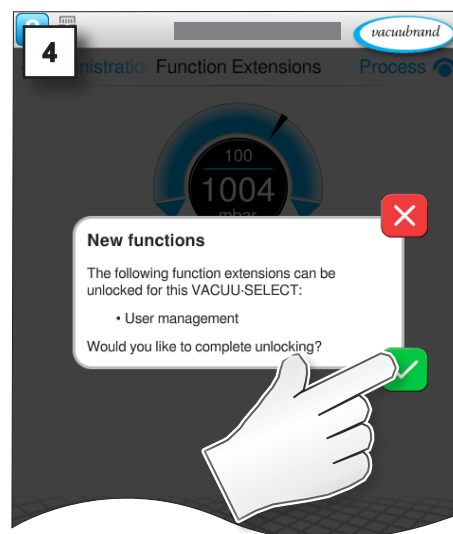 vacuubrand
4
nistratio Function Extensions Process
100
1004
mbar
New functions
The following function extensions can be
unlocked for this VACUU·SELECT:
• User management
Would you like to complete unlocking?